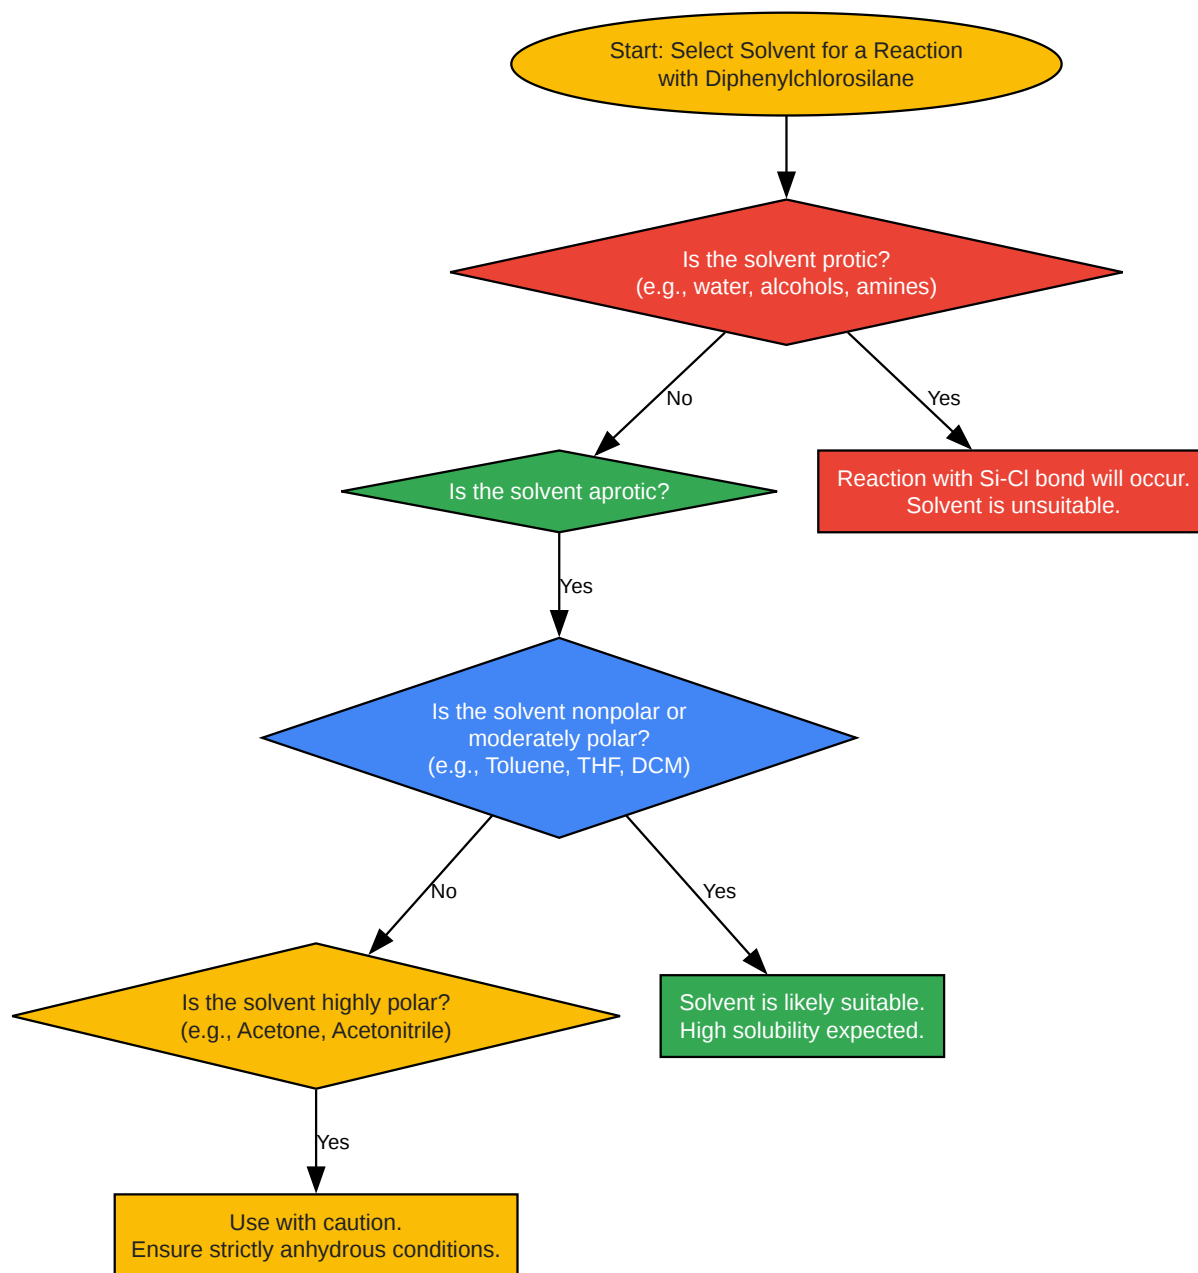 Start: Select Solvent for a Reaction
with Diphenylchlorosilane
Is the solvent protic?
(e.g., water, alcohols, amines)
No
Yes
Is the solvent aprotic?
Reaction with Si-Cl bond will occur.
Solvent is unsuitable.
Yes
Is the solvent nonpolar or
moderately polar?
(e.g., Toluene, THF, DCM)
No
Yes
Is the solvent highly polar?
(e.g., Acetone, Acetonitrile)
Solvent is likely suitable.
High solubility expected.
Yes
Use with caution.
Ensure strictly anhydrous conditions.